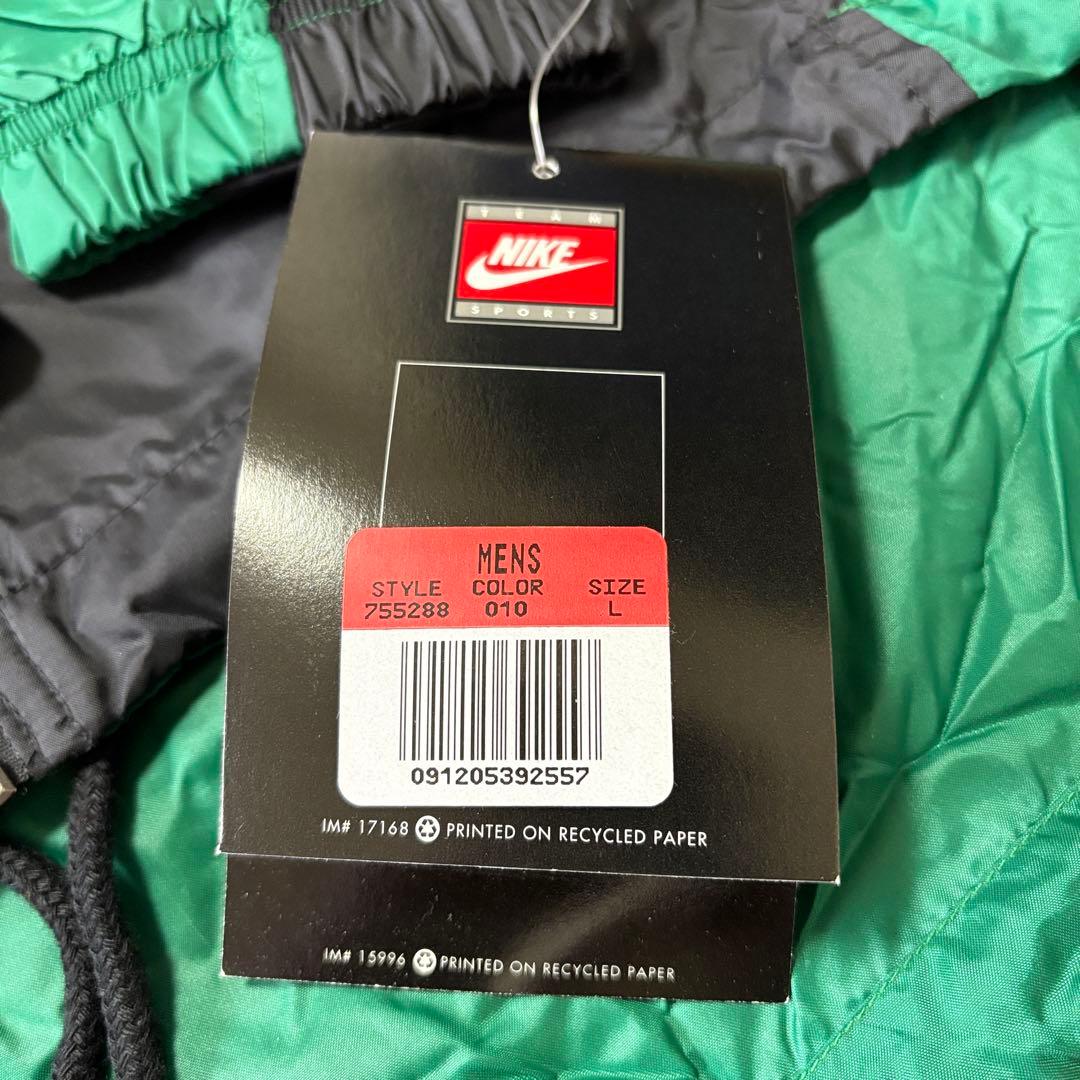 TEAM
NIKE
SPORTS
MENS
STYLE COLOR SIZE
755288 010 L
091205392557
IM# 17168 PRINTED ON RECYCLED PAPER
IM# 15996 PRINTED ON RECYCLED PAPER